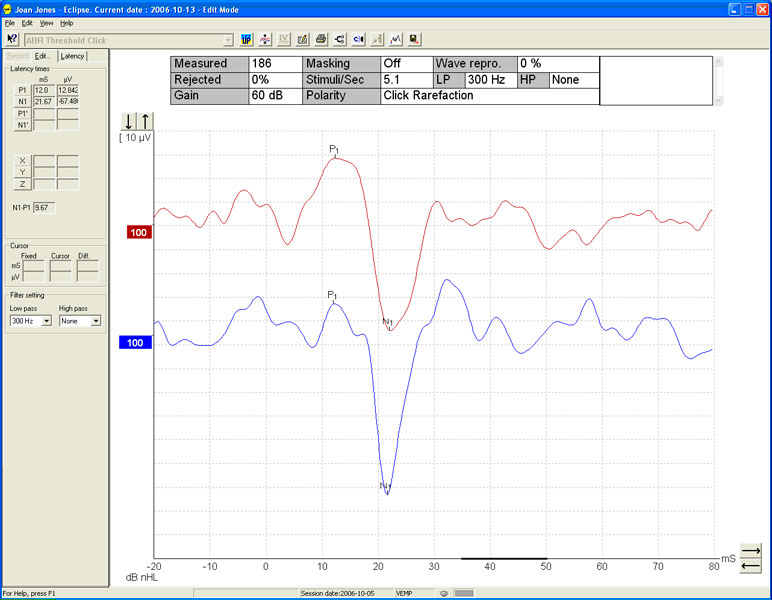 Joan Jones - Eclipse. Current date : 2006-10-13 - Edit Mode
File Edit View Help
ABR Threshold Click
Record Edit... Latency
Measured 186 Masking Off Wave repro. 0 %
Rejected 0% Stimuli/Sec 5.1 LP 300 Hz HP None
Gain 60 dB Polarity Click Rarefaction
Latency times
mS µV
P1 12.0 12.842
N1 21.67 -67.48
P1'
N1'
X
Y
Z
N1-P1 9.67
Cursor
Fixed Cursor Diff.
mS
µV
Filter setting
Low pass High pass
300 Hz None
[ 10 µV
P1
100
N1
P1
100
N1
-20 -10 0 10 20 30 40 50 60 70 80 mS
dB nHL
For Help, press F1 Session date:2006-10-05 VEMP